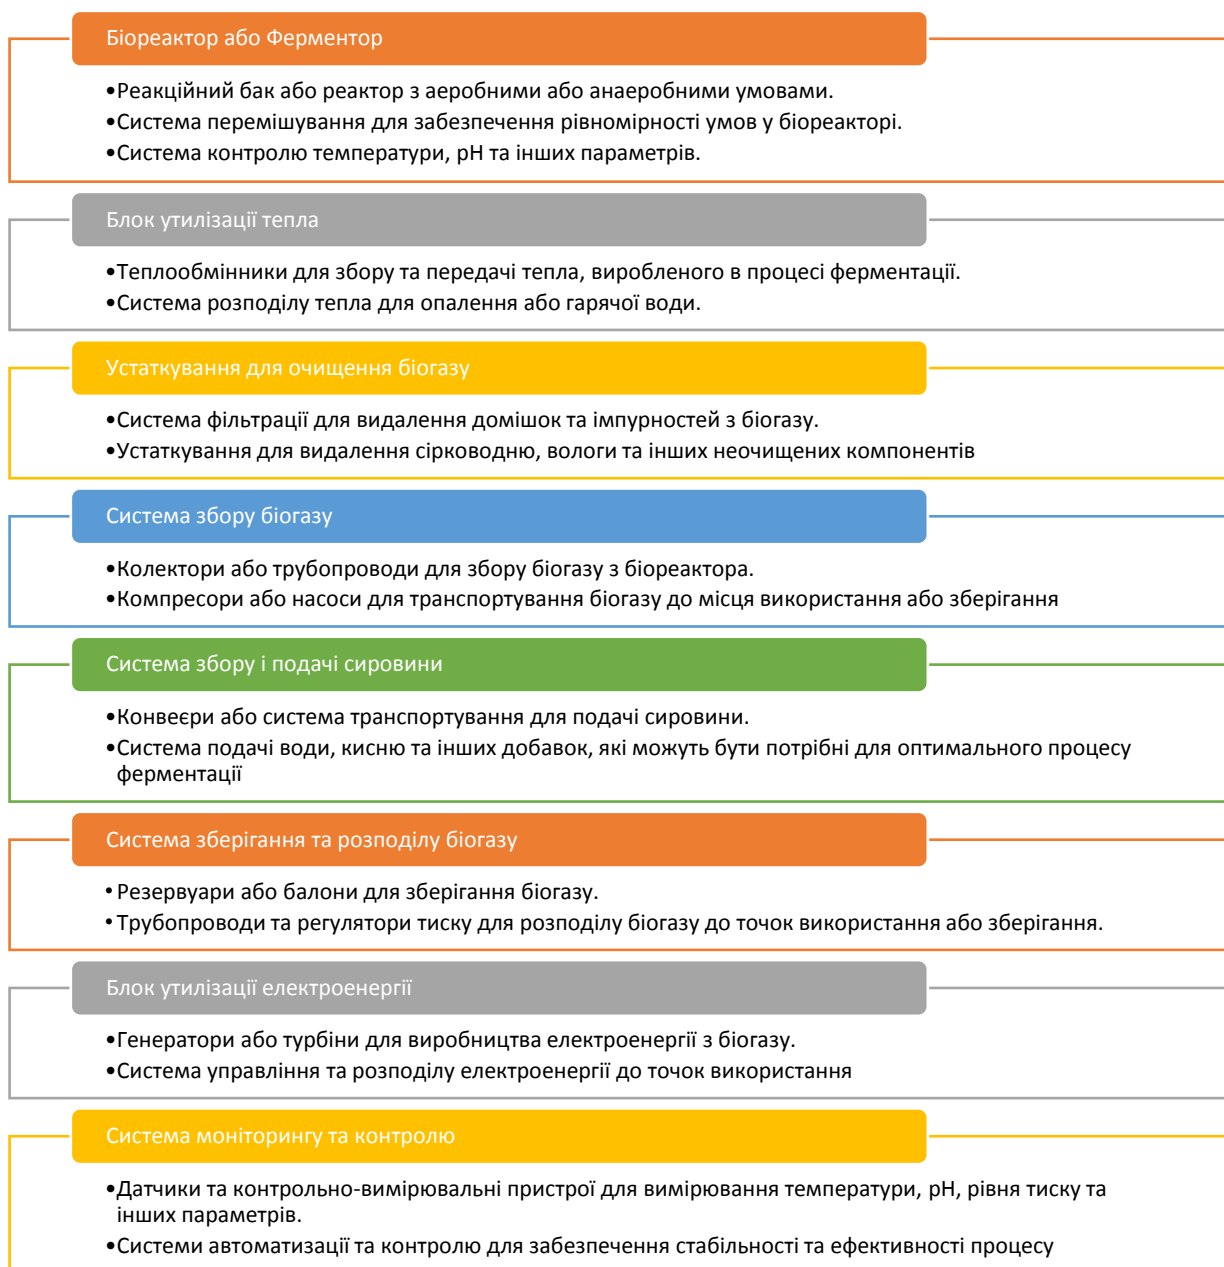 Біореактор або Ферментор
•Реакційний бак або реактор з аеробними або анаеробними умовами.
•Система перемішування для забезпечення рівномірності умов у біореакторі.
•Система контролю температури, pH та інших параметрів.
Блок утилізації тепла
•Теплообмінники для збору та передачі тепла, виробленого в процесі ферментації.
•Система розподілу тепла для опалення або гарячої води.
Устаткування для очищення біогазу
•Система фільтрації для видалення домішок та імпурностей з біогазу.
•Устаткування для видалення сірководню, вологи та інших неочищених компонентів
Система збору біогазу
•Колектори або трубопроводи для збору біогазу з біореактора.
•Компресори або насоси для транспортування біогазу до місця використання або зберігання
Система збору і подачі сировини
•Конвеєри або система транспортування для подачі сировини.
•Система подачі води, кисню та інших добавок, які можуть бути потрібні для оптимального процесу
ферментації
Система зберігання та розподілу біогазу
•Резервуари або балони для зберігання біогазу.
•Трубопроводи та регулятори тиску для розподілу біогазу до точок використання або зберігання.
Блок утилізації електроенергії
•Генератори або турбіни для виробництва електроенергії з біогазу.
•Система управління та розподілу електроенергії до точок використання
Система моніторингу та контролю
•Датчики та контрольно-вимірювальні пристрої для вимірювання температури, pH, рівня тиску та
інших параметрів.
•Системи автоматизації та контролю для забезпечення стабільності та ефективності процесу